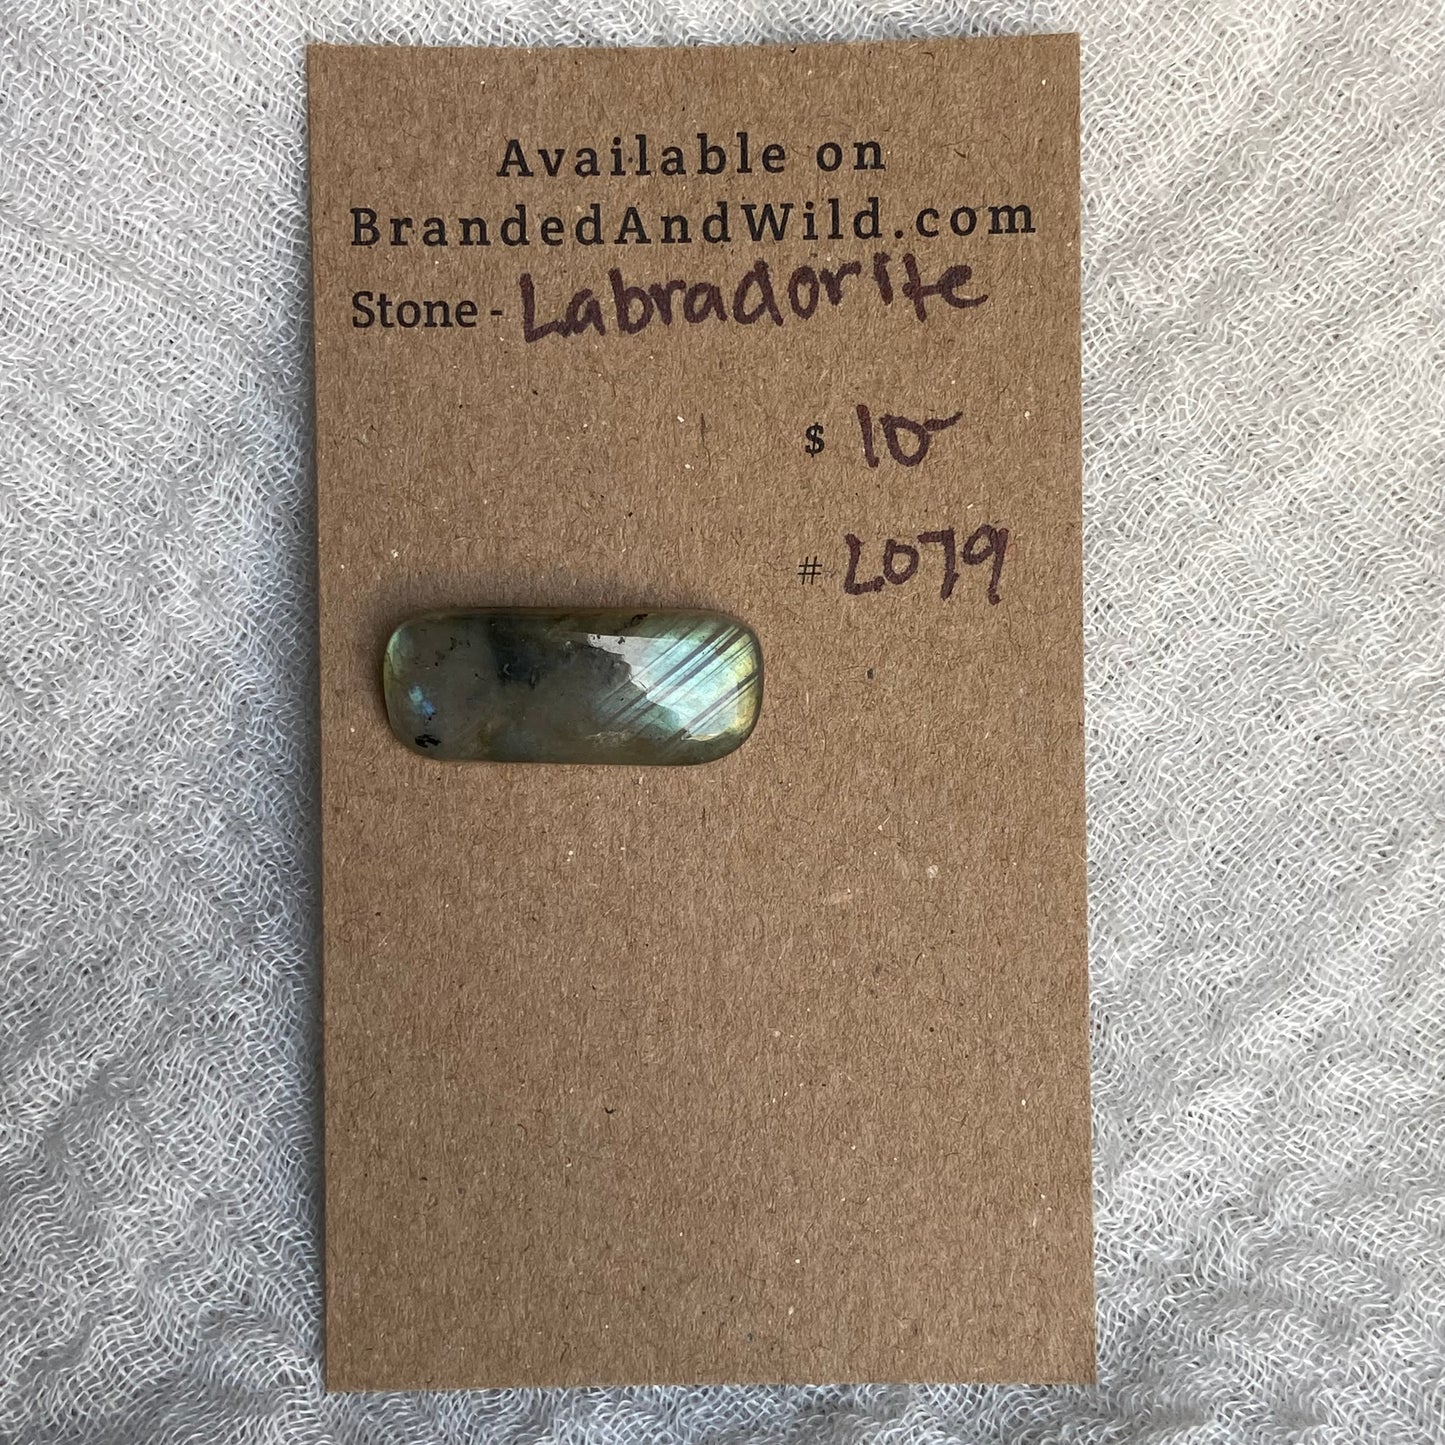 Available on
BrandedAndWild.com
Stone - Labradorite
$ 10-
# L079